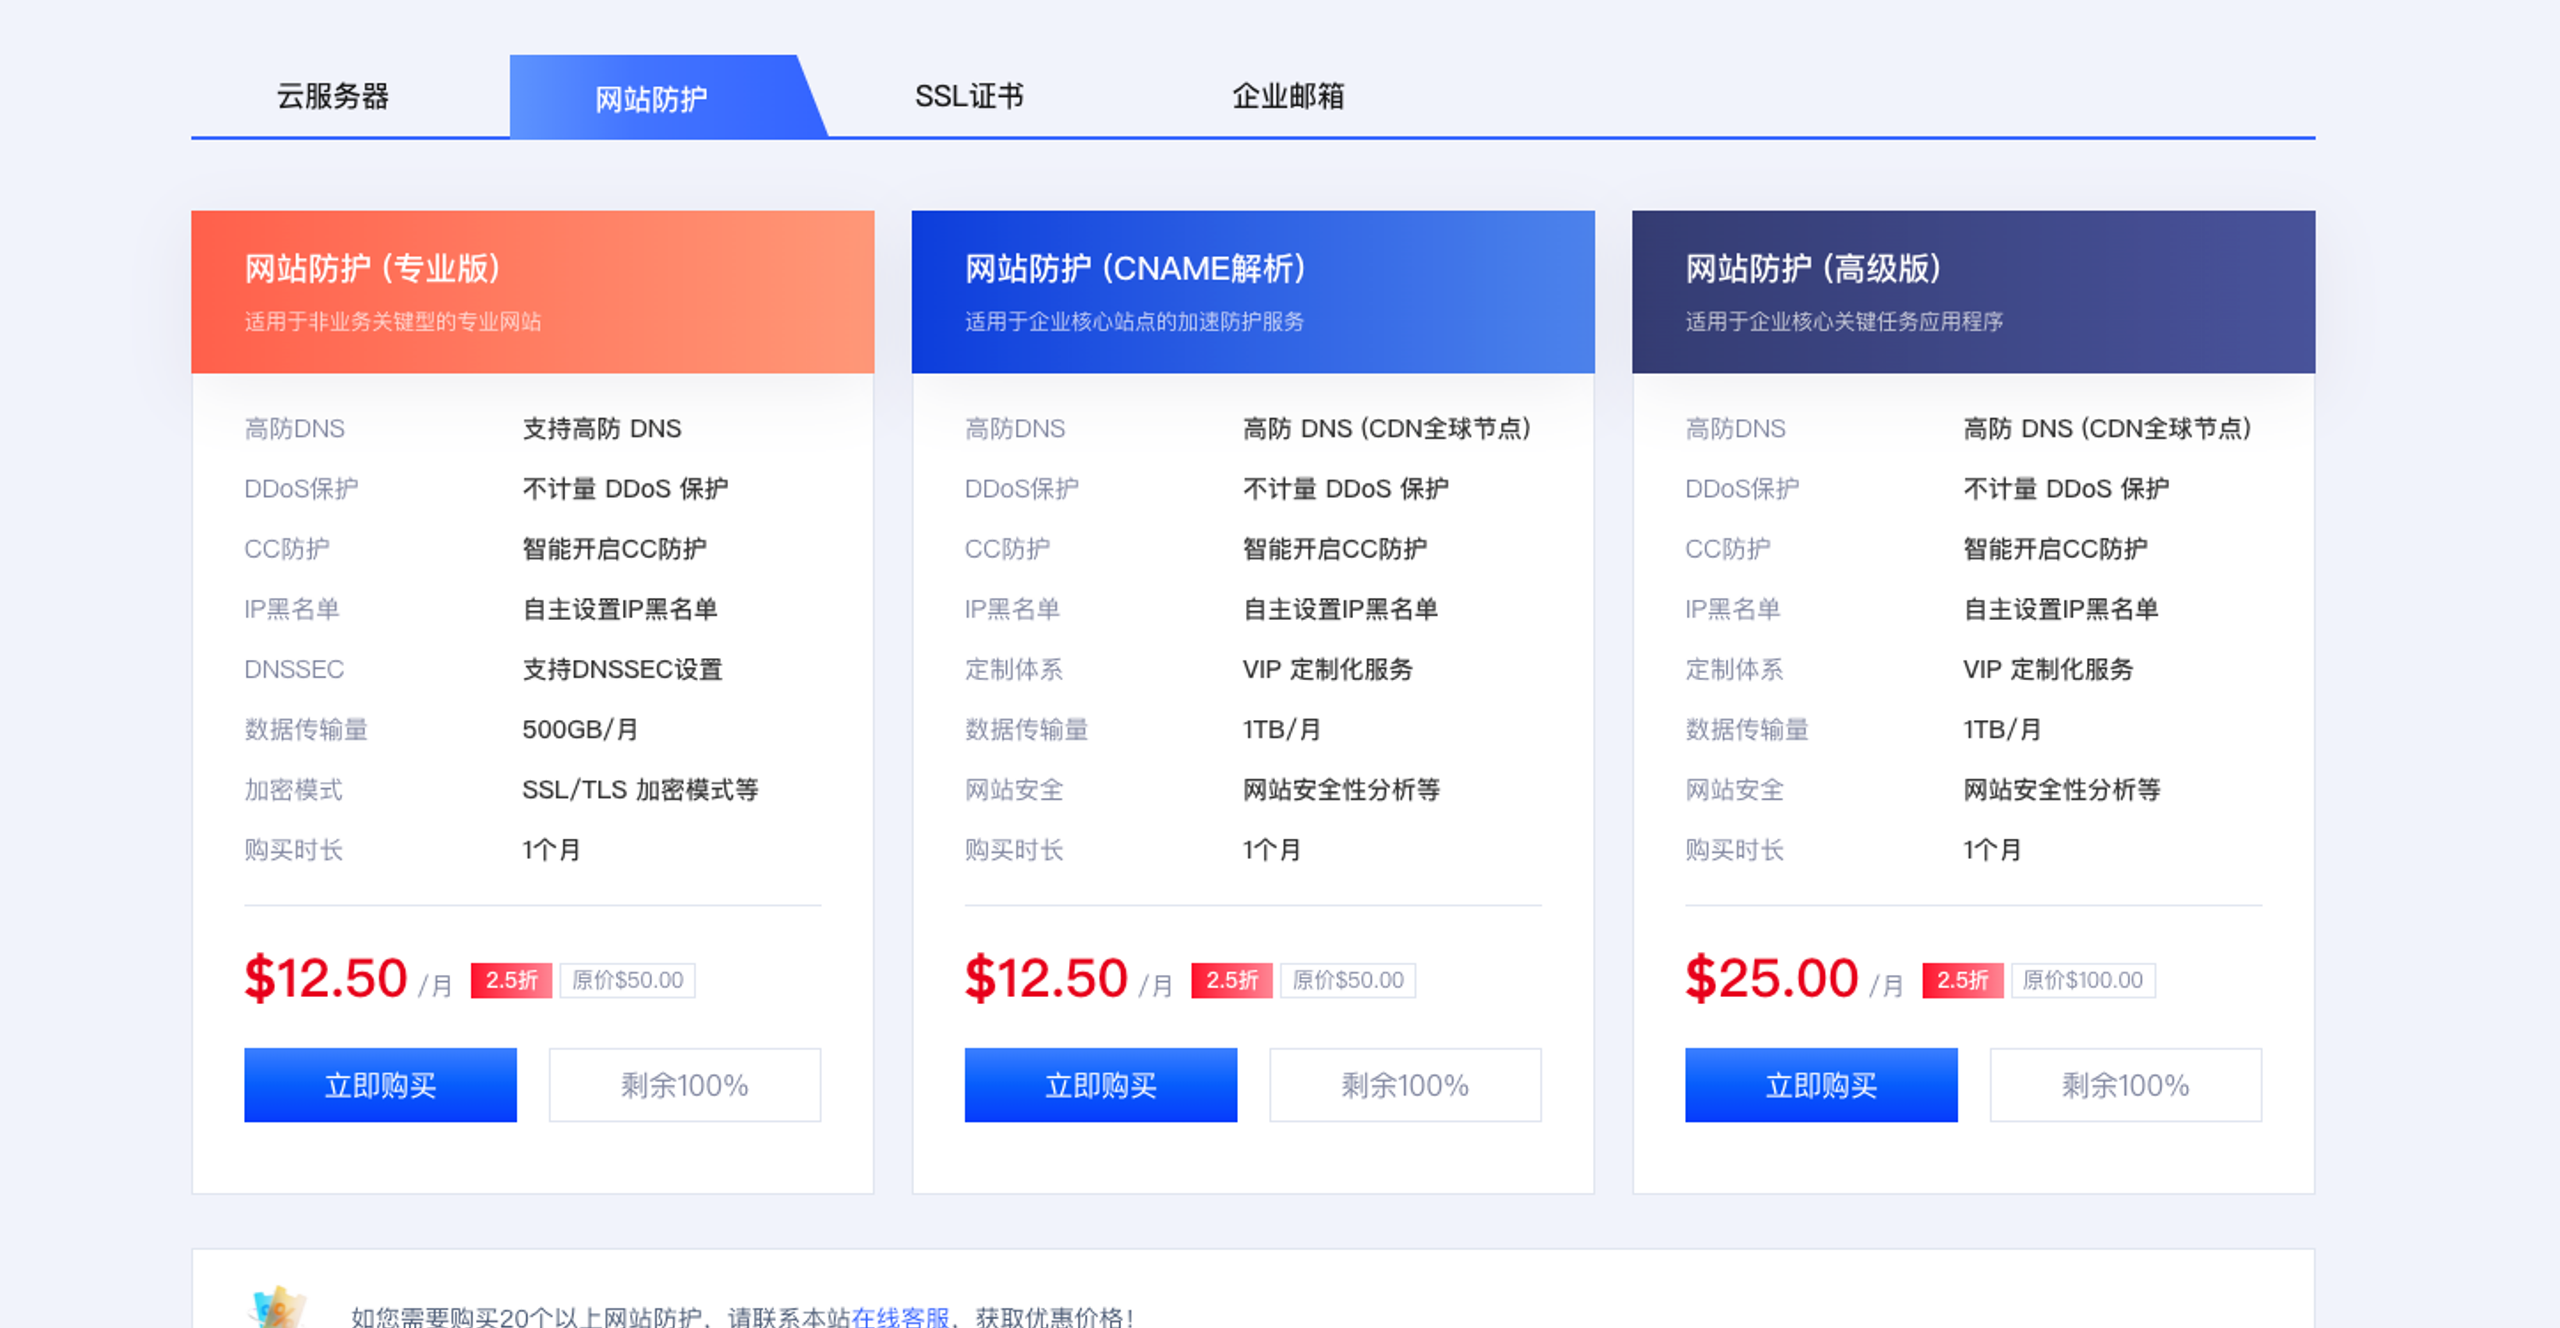 云服务器
网站防护
SSL证书
企业邮箱
网站防护 (专业版)
适用于非业务关键型的专业网站
高防DNS 支持高防 DNS
DDoS保护 不计量 DDoS 保护
CC防护 智能开启CC防护
IP黑名单 自主设置IP黑名单
DNSSEC 支持DNSSEC设置
数据传输量 500GB/月
加密模式 SSL/TLS 加密模式等
购买时长 1个月
$12.50 /月 2.5折 原价$50.00
立即购买 剩余100%
网站防护 (CNAME解析)
适用于企业核心站点的加速防护服务
高防DNS 高防 DNS (CDN全球节点)
DDoS保护 不计量 DDoS 保护
CC防护 智能开启CC防护
IP黑名单 自主设置IP黑名单
定制体系 VIP 定制化服务
数据传输量 1TB/月
网站安全 网站安全性分析等
购买时长 1个月
$12.50 /月 2.5折 原价$50.00
立即购买 剩余100%
网站防护 (高级版)
适用于企业核心关键任务应用程序
高防DNS 高防 DNS (CDN全球节点)
DDoS保护 不计量 DDoS 保护
CC防护 智能开启CC防护
IP黑名单 自主设置IP黑名单
定制体系 VIP 定制化服务
数据传输量 1TB/月
网站安全 网站安全性分析等
购买时长 1个月
$25.00 /月 2.5折 原价$100.00
立即购买 剩余100%
如您需要购买20个以上网站防护，请联系本站在线客服，获取优惠价格！